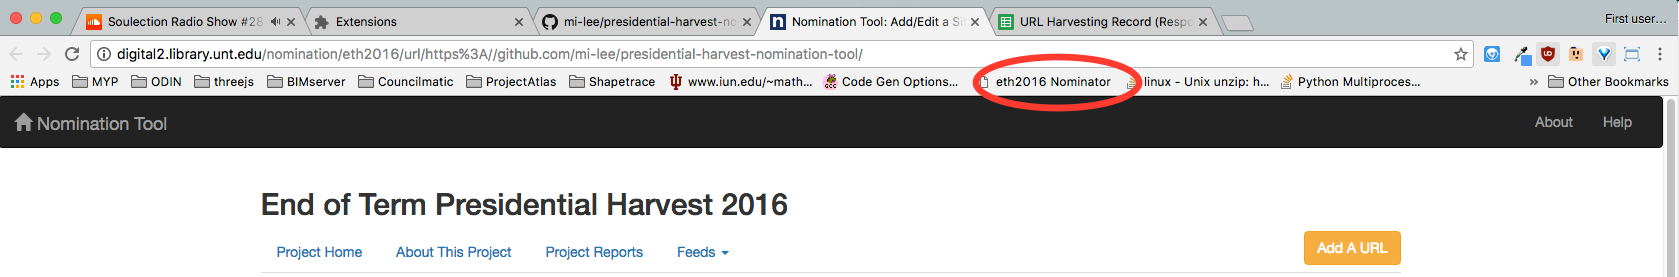 Soulection Radio Show #28
Extensions
mi-lee/presidential-harvest-no
Nomination Tool: Add/Edit a Si
URL Harvesting Record (Respo
First user...
digital2.library.unt.edu/nomination/eth2016/url/https%3A//github.com/mi-lee/presidential-harvest-nomination-tool/
Apps MYP ODIN threejs BIMserver Councilmatic ProjectAtlas Shapetrace www.iun.edu/~math... Code Gen Options... eth2016 Nominator linux - Unix unzip: h... Python Multiproces... » Other Bookmarks
Nomination Tool About Help
End of Term Presidential Harvest 2016
Project Home About This Project Project Reports Feeds Add A URL